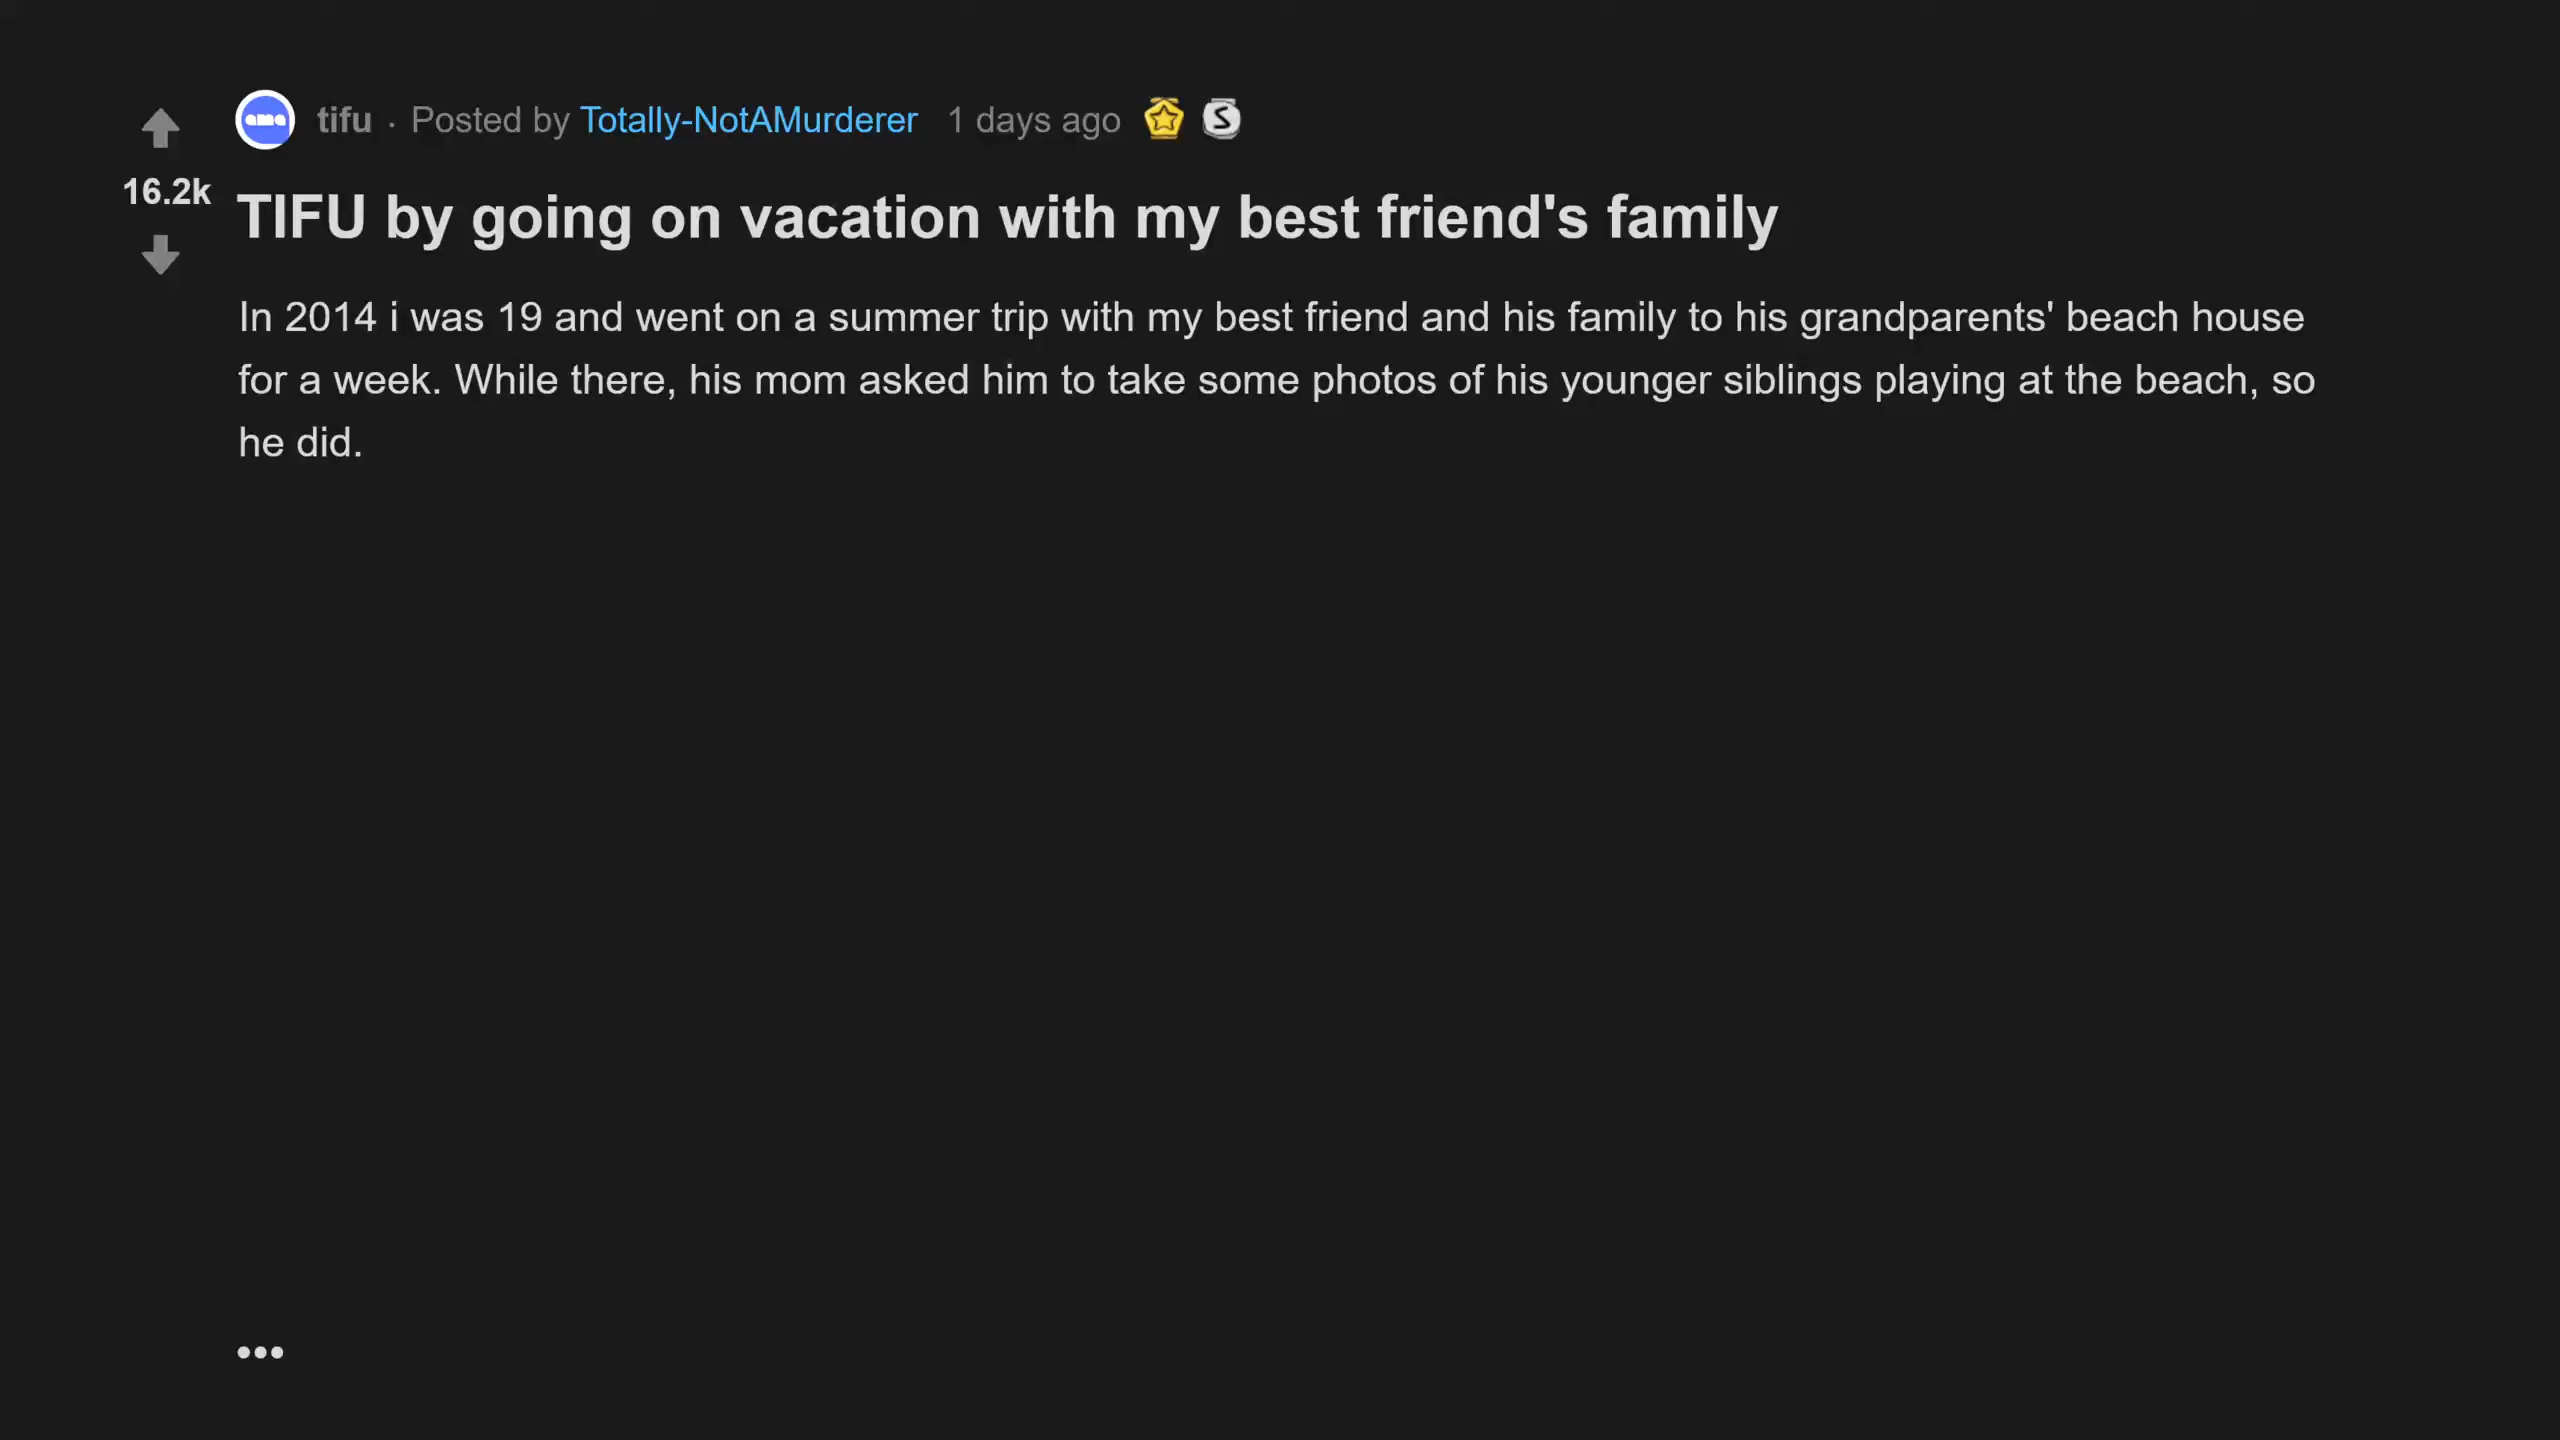 ama tifu · Posted by Totally-NotAMurderer 1 days ago S
16.2k
TIFU by going on vacation with my best friend's family
In 2014 i was 19 and went on a summer trip with my best friend and his family to his grandparents' beach house
for a week. While there, his mom asked him to take some photos of his younger siblings playing at the beach, so
he did.
•••